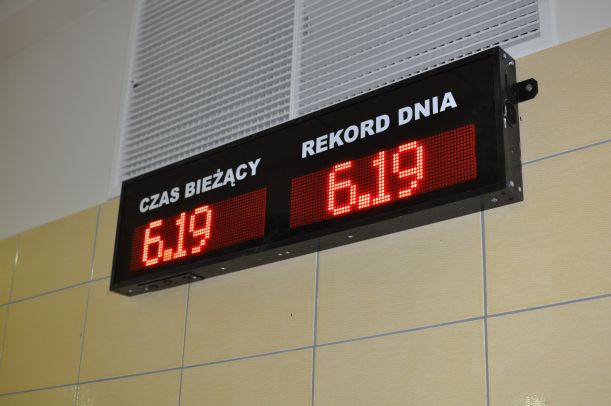 CZAS BIEŻĄCY
6.19
REKORD DNIA
6.19